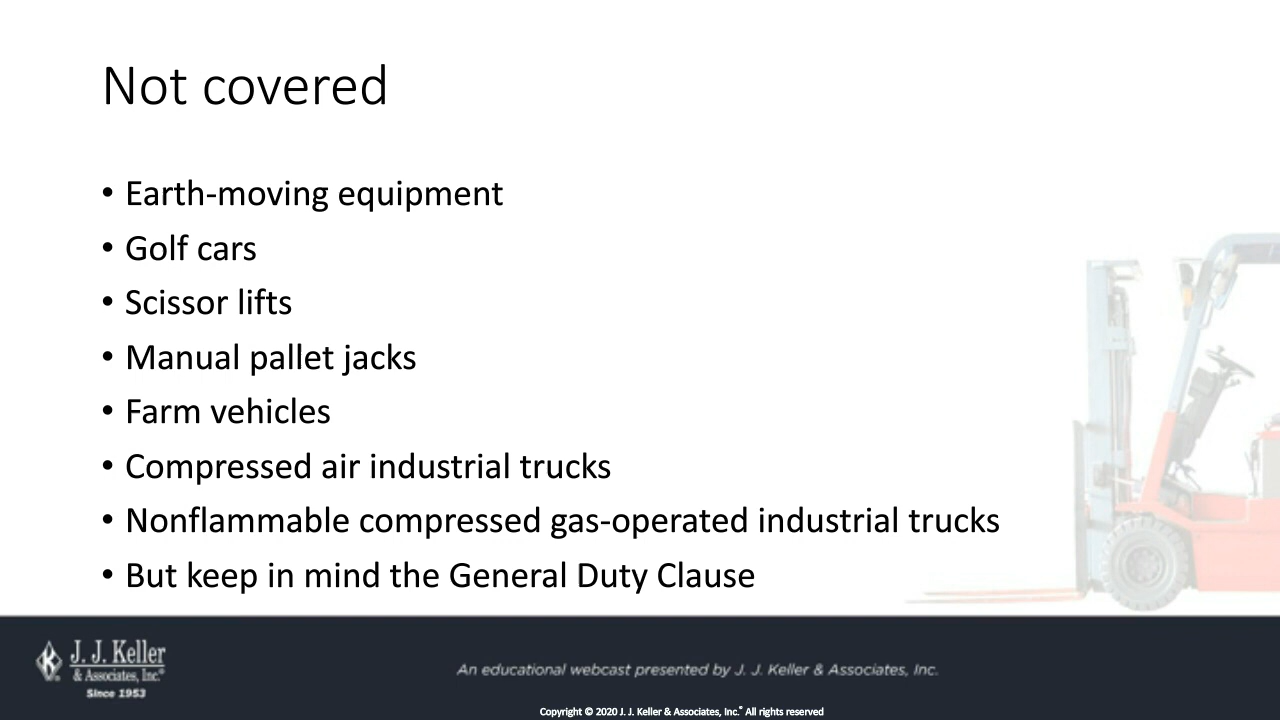 Not covered
• Earth-moving equipment
• Golf cars
• Scissor lifts
• Manual pallet jacks
• Farm vehicles
• Compressed air industrial trucks
• Nonflammable compressed gas-operated industrial trucks
• But keep in mind the General Duty Clause
J. J. Keller
& Associates, Inc.®
Since 1953
An educational webcast presented by J. J. Keller & Associates, Inc.
Copyright © 2020 J. J. Keller & Associates, Inc.® All rights reserved